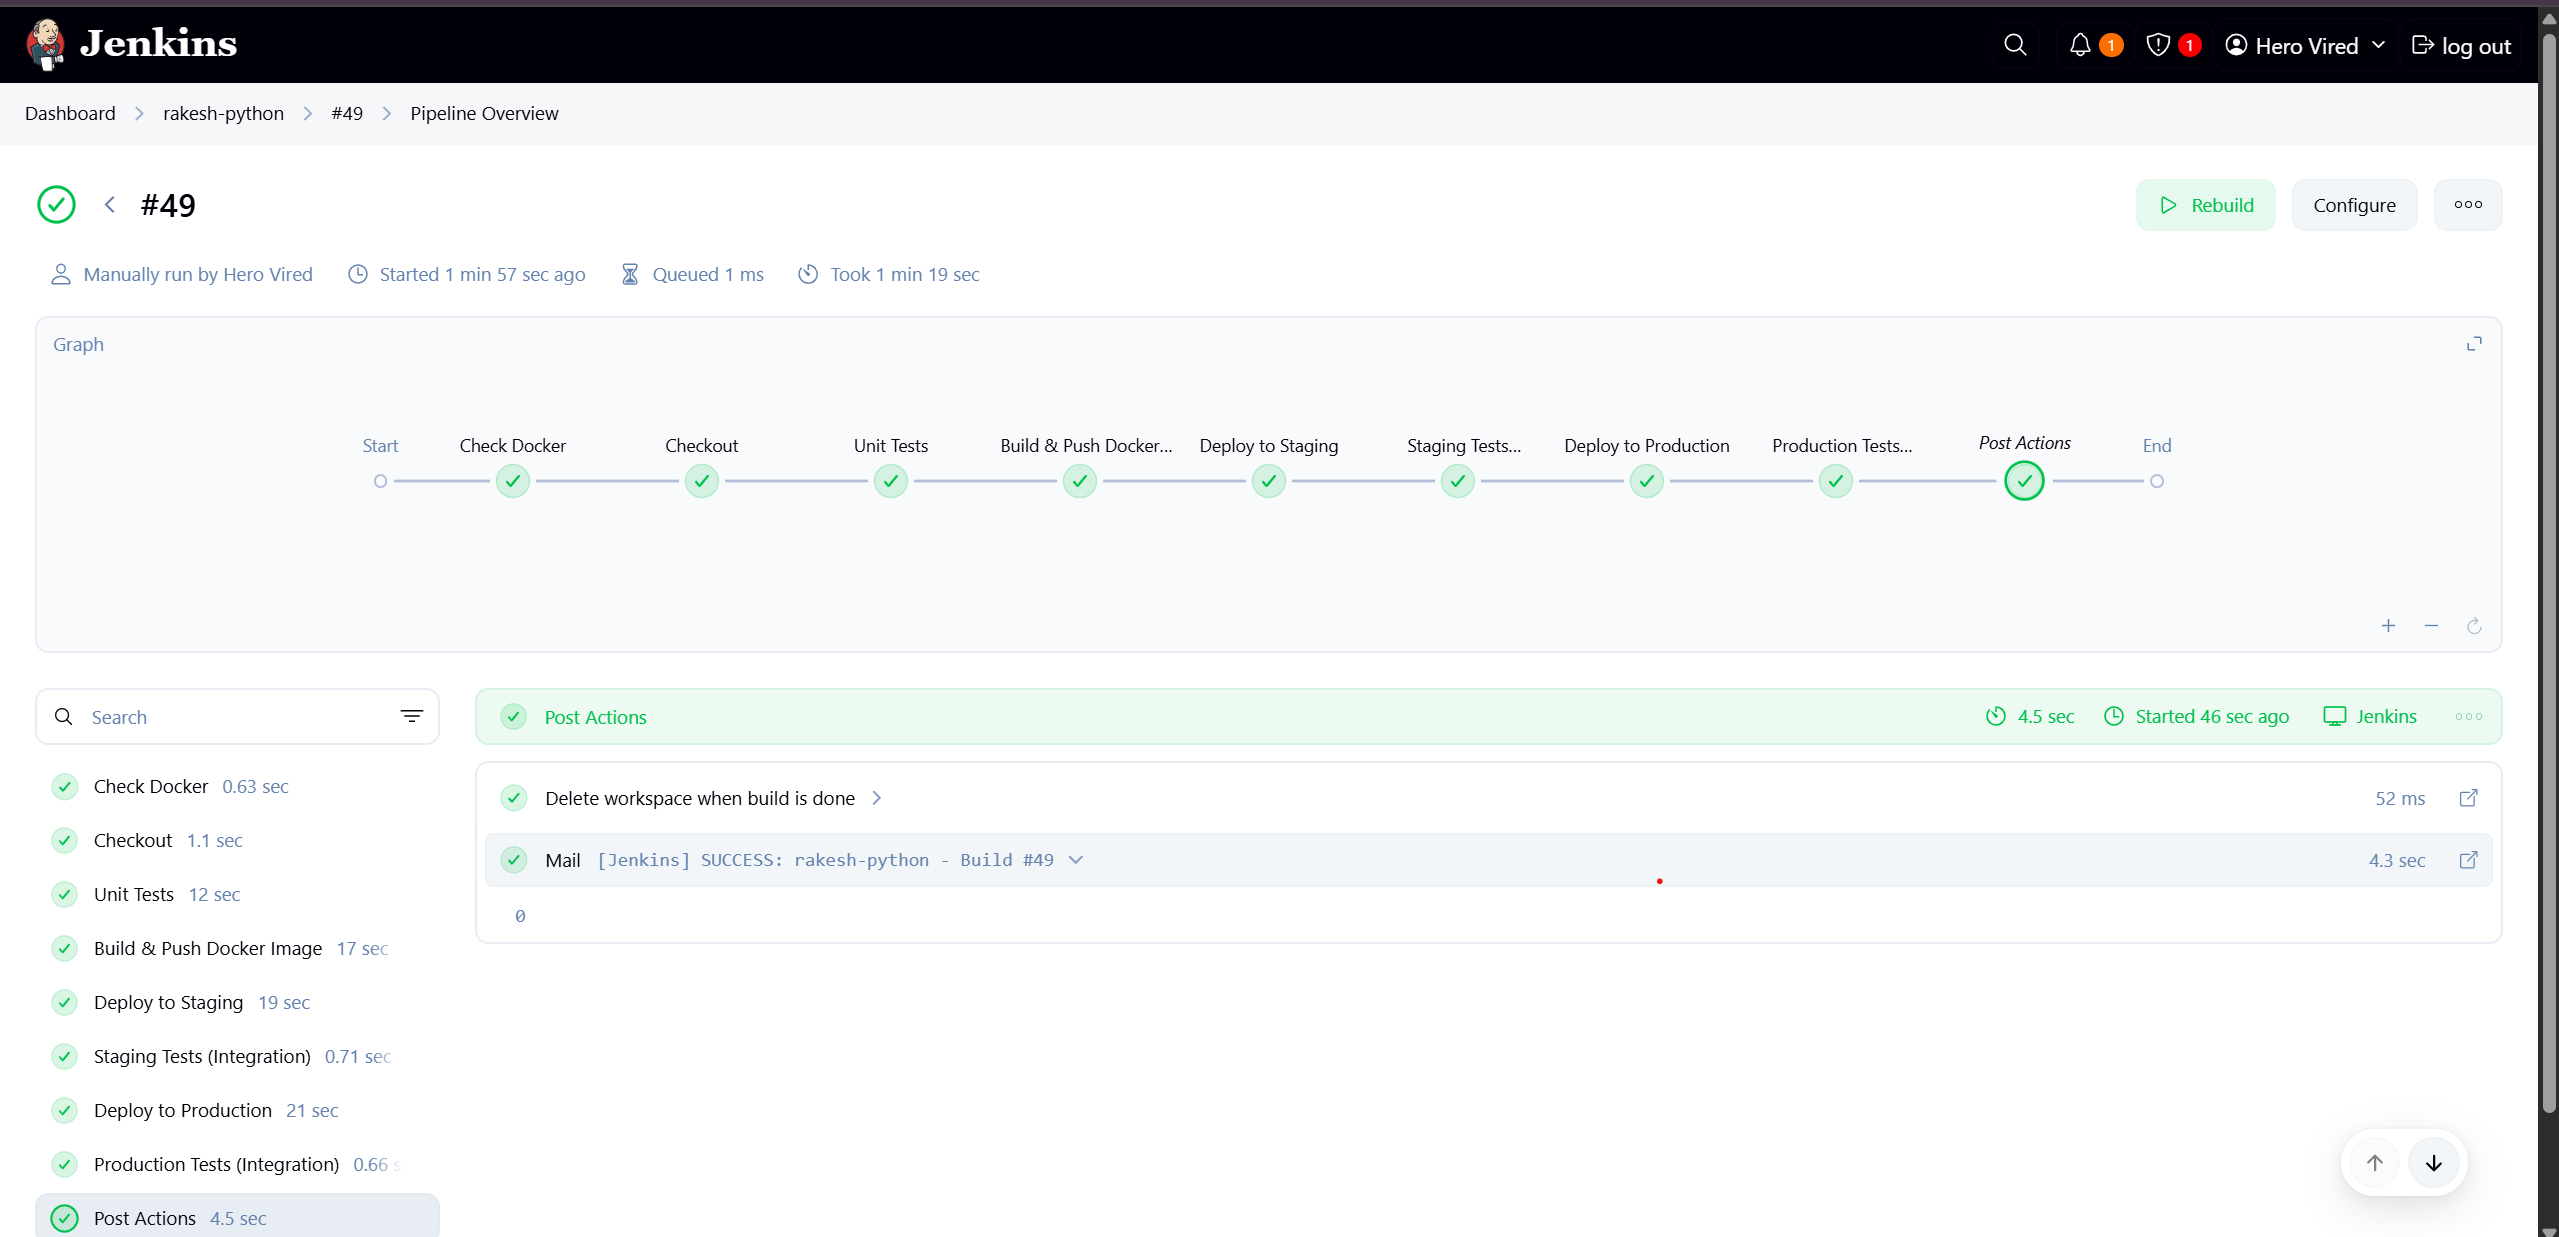 Jenkins
1
1
Hero Vired
log out
Dashboard
rakesh-python
#49
Pipeline Overview
#49
Rebuild
Configure
Manually run by Hero Vired
Started 1 min 57 sec ago
Queued 1 ms
Took 1 min 19 sec
Graph
Start
Check Docker
Checkout
Unit Tests
Build & Push Docker...
Deploy to Staging
Staging Tests...
Deploy to Production
Production Tests...
Post Actions
End
Search
Check Docker 0.63 sec
Checkout 1.1 sec
Unit Tests 12 sec
Build & Push Docker Image 17 sec
Deploy to Staging 19 sec
Staging Tests (Integration) 0.71 sec
Deploy to Production 21 sec
Production Tests (Integration) 0.66 s
Post Actions 4.5 sec
Post Actions
4.5 sec
Started 46 sec ago
Jenkins
Delete workspace when build is done
52 ms
Mail [Jenkins] SUCCESS: rakesh-python - Build #49
4.3 sec
0